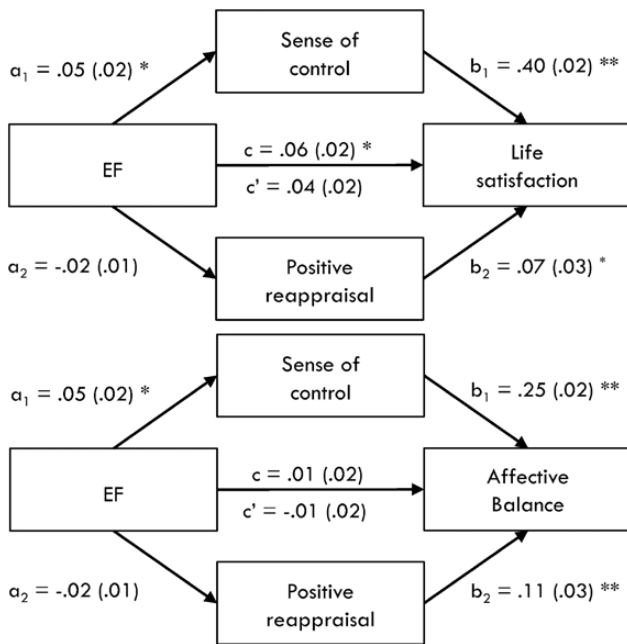 Sense of
control
a₁ = .05 (.02) *
b₁ = .40 (.02) **
EF
c = .06 (.02) *
c’ = .04 (.02)
Life
satisfaction
a₂ = -.02 (.01)
Positive
reappraisal
b₂ = .07 (.03) *
Sense of
control
a₁ = .05 (.02) *
b₁ = .25 (.02) **
EF
c = .01 (.02)
c’ = -.01 (.02)
Affective
Balance
a₂ = -.02 (.01)
Positive
reappraisal
b₂ = .11 (.03) **